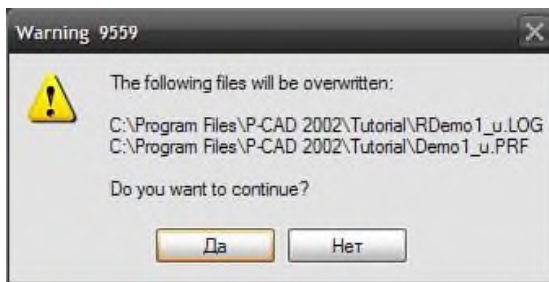 Warning 9559
The following files will be overwritten:
C:\Program Files\P-CAD 2002\Tutorial\RDemo1_u.LOG
C:\Program Files\P-CAD 2002\Tutorial\Demo1_u.PRF
Do you want to continue?
Да
Нет